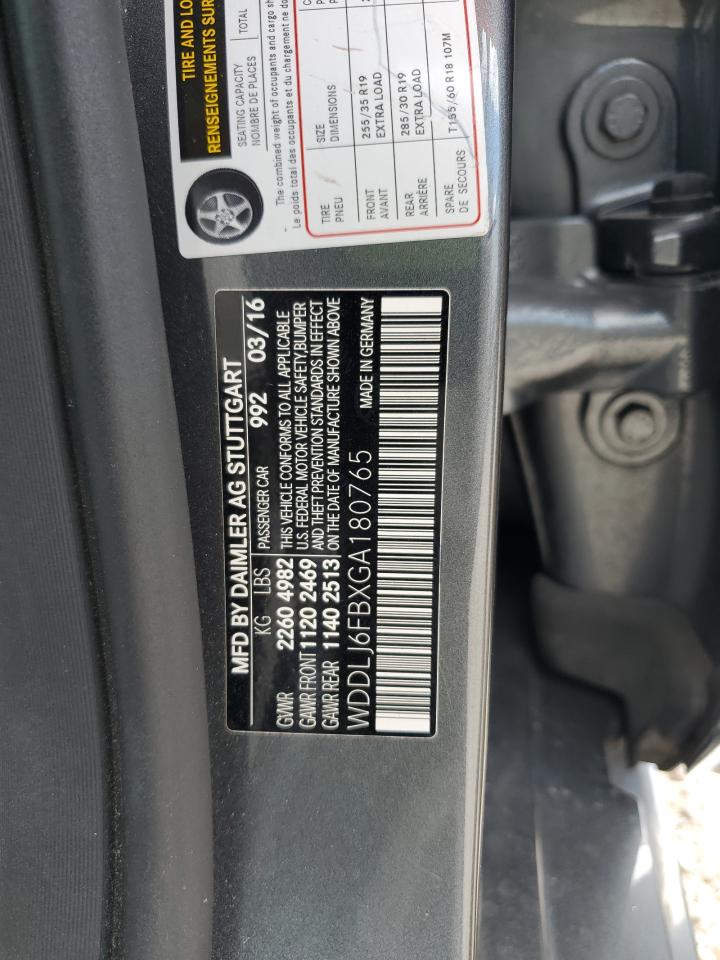 TIRE AND LO
RENSEIGNEMENTS SUR
SEATING CAPACITY
NOMBRE DE PLACES
TOTAL
The combined weight of occupants and cargo sh
Le poids total des occupants et du chargement ne do
TIRE
PNEU
SIZE
DIMENSIONS
FRONT
AVANT
255/35 R19
EXTRA LOAD
REAR
ARRIÈRE
285/30 R19
EXTRA LOAD
SPARE
DE SECOURS
T155/60 R18 107M
MFD BY DAIMLER AG STUTTGART
KG LBS PASSENGER CAR 992 03/16
GVWR 2260 4982 THIS VEHICLE CONFORMS TO ALL APPLICABLE
GAWR FRONT 1120 2469 U.S. FEDERAL MOTOR VEHICLE SAFETY, BUMPER
AND THEFT PREVENTION STANDARDS IN EFFECT
GAWR REAR 1140 2513 ON THE DATE OF MANUFACTURE SHOWN ABOVE
WDDLJ6FBXGA180765 MADE IN GERMANY